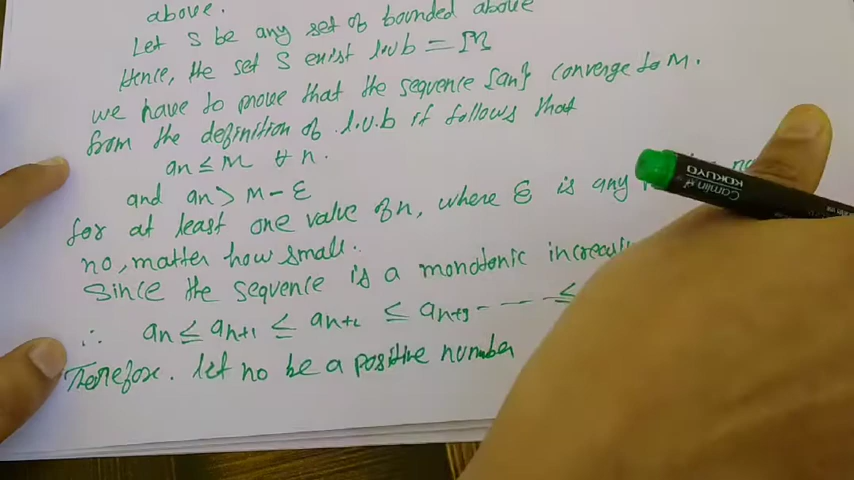 above.
Let S be any set of bounded above
Hence, the set S exist l.u.b = M
we have to prove that the sequence {an} converge to M.
from the definition of l.u.b it follows that
an ≤ M ∀ n.
and an > M - ε
for at least one value of n, where ε is any
no, matter how small.
Since the sequence is a monotonic
∴ an ≤ an+1 ≤ an+2 ≤ an+3 - - - ≤
Therefore. let no be a positive number
KOKUYO
Camlin